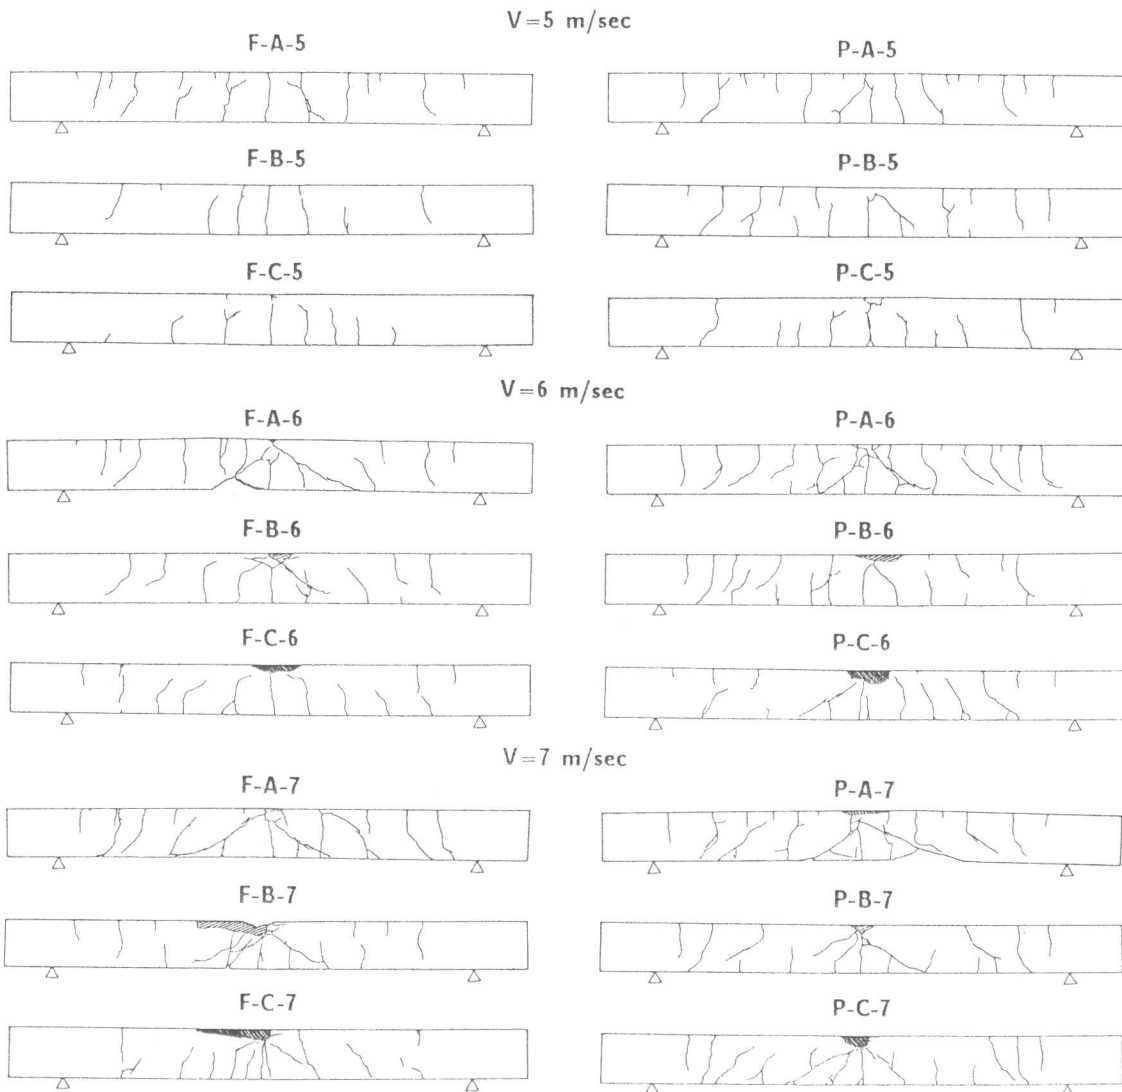 V=5 m/sec
F-A-5
P-A-5
F-B-5
P-B-5
F-C-5
P-C-5
V=6 m/sec
F-A-6
P-A-6
F-B-6
P-B-6
F-C-6
P-C-6
V=7 m/sec
F-A-7
P-A-7
F-B-7
P-B-7
F-C-7
P-C-7